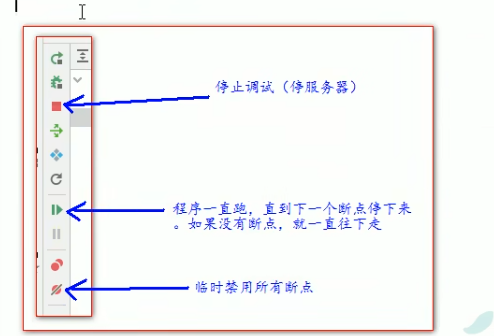 停止调试（停服务器）
程序一直跑，直到下一个断点停下来
。如果没有断点，就一直往下走
临时禁用所有断点